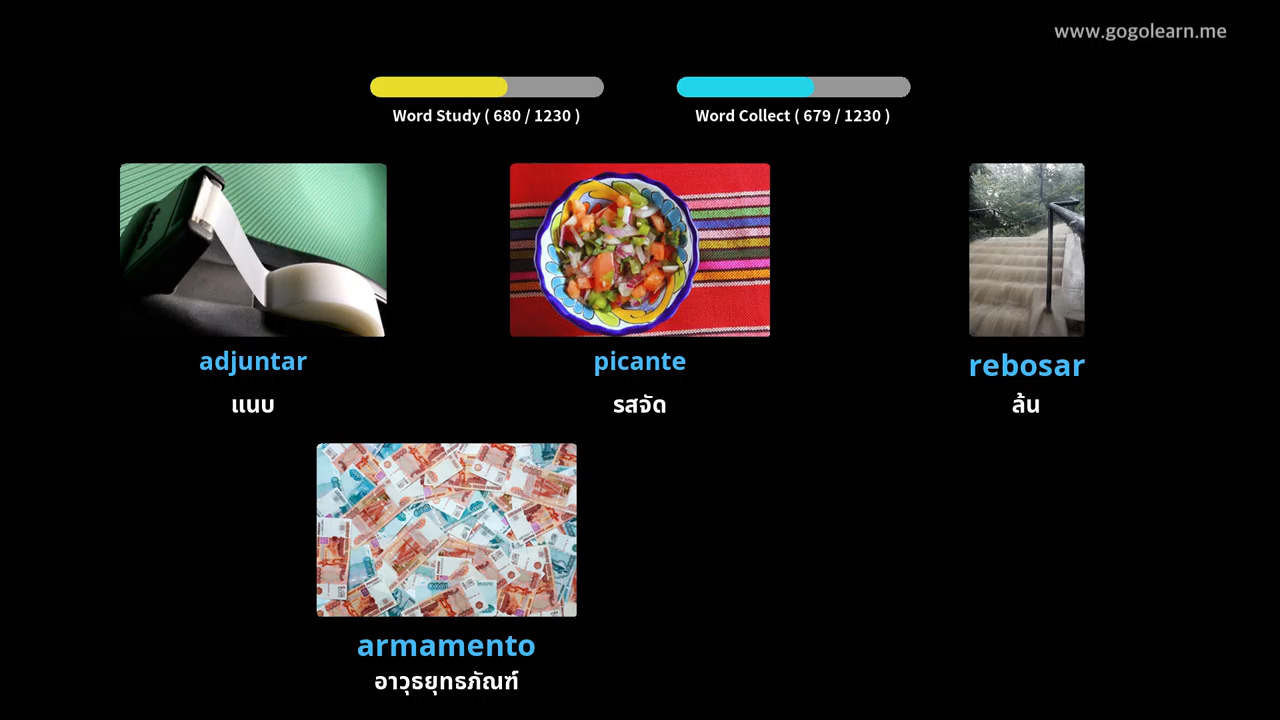 www.gogolearn.me
Word Study ( 680 / 1230 )
Word Collect ( 679 / 1230 )
adjuntar
แนบ
picante
รสจัด
rebosar
ล้น
armamento
อาวุธยุทธภัณฑ์